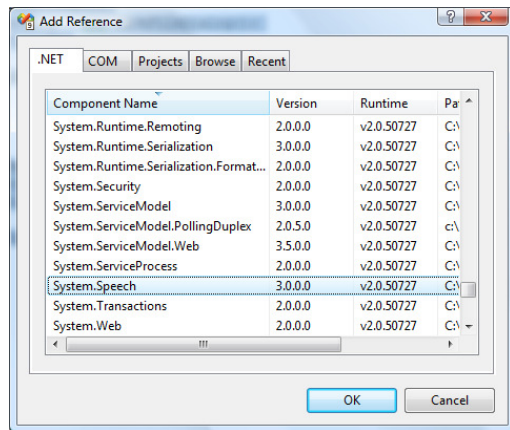 Add Reference
.NET COM Projects Browse Recent
Component Name Version Runtime Pa
System.Runtime.Remoting 2.0.0.0 v2.0.50727 C:\
System.Runtime.Serialization 3.0.0.0 v2.0.50727 C:\
System.Runtime.Serialization.Format... 2.0.0.0 v2.0.50727 C:\
System.Security 2.0.0.0 v2.0.50727 C:\
System.ServiceModel 3.0.0.0 v2.0.50727 C:\
System.ServiceModel.PollingDuplex 2.0.5.0 v2.0.50727 c:\
System.ServiceModel.Web 3.5.0.0 v2.0.50727 C:\
System.ServiceProcess 2.0.0.0 v2.0.50727 C:\
System.Speech 3.0.0.0 v2.0.50727 C:\
System.Transactions 2.0.0.0 v2.0.50727 C:\
System.Web 2.0.0.0 v2.0.50727 C:\
OK Cancel